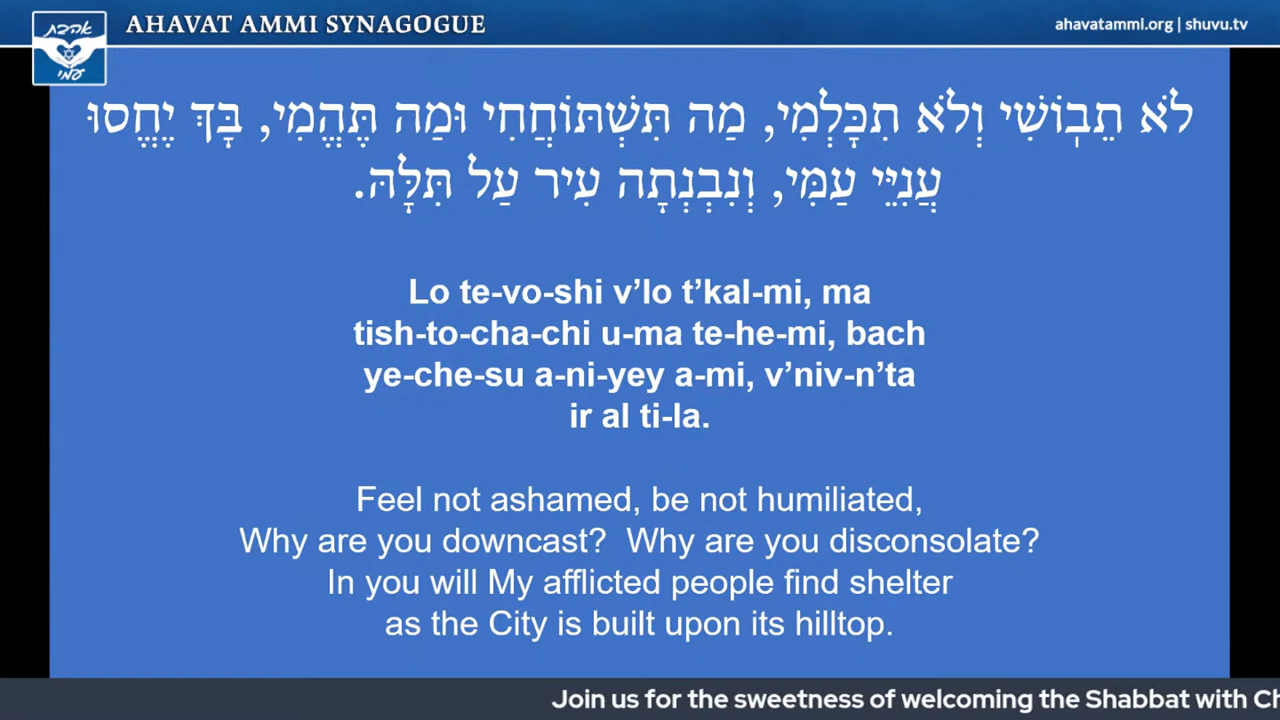 AHAVAT AMMI SYNAGOGUE
ahavatammi.org | shuvu.tv
אהבת
עמי
לֹא תֵבֽוֹשִׁי וְלֹא תִכָּלְמִי, מַה תִּשְׁתּוֹחֲחִי וּמַה תֶּהֱמִי, בָּךְ יֶחֱסוּ
עֲנִיֵּי עַמִּי, וְנִבְנְתָה עִיר עַל תִּלָּהּ.
Lo te-vo-shi v’lo t’kal-mi, ma
tish-to-cha-chi u-ma te-he-mi, bach
ye-che-su a-ni-yey a-mi, v’niv-n’ta
ir al ti-la.
Feel not ashamed, be not humiliated,
Why are you downcast?  Why are you disconsolate?
In you will My afflicted people find shelter
as the City is built upon its hilltop.
Join us for the sweetness of welcoming the Shabbat with Ch